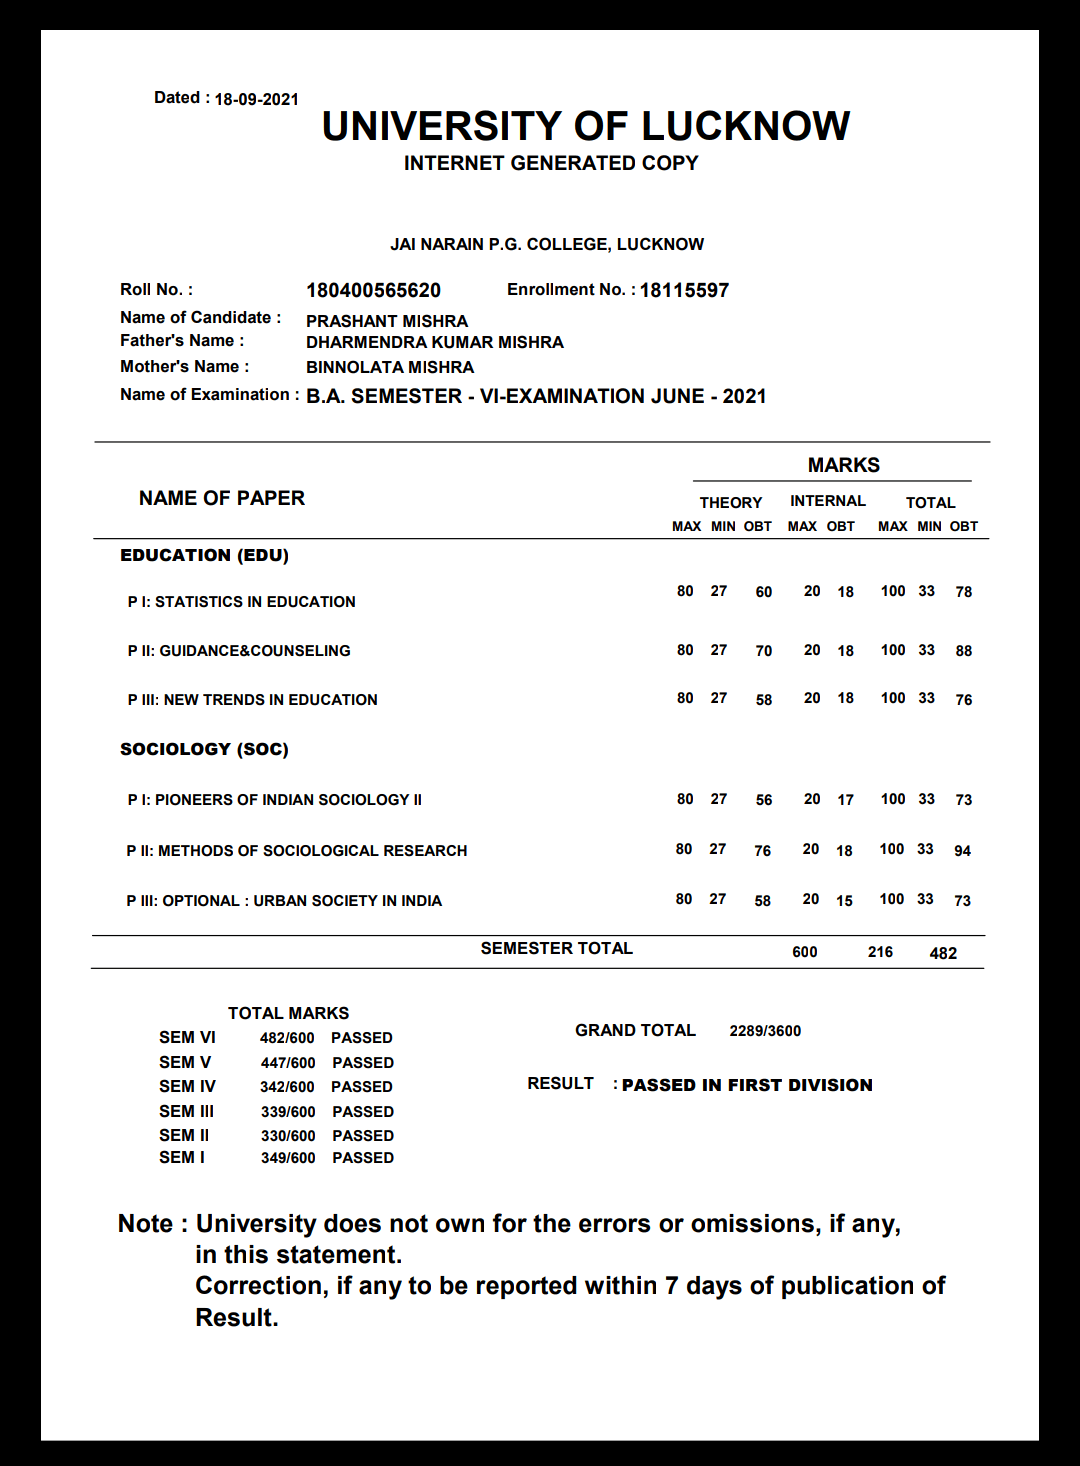 Dated : 18-09-2021
UNIVERSITY OF LUCKNOW
INTERNET GENERATED COPY
JAI NARAIN P.G. COLLEGE, LUCKNOW
Roll No. : 180400565620 Enrollment No. : 18115597
Name of Candidate : PRASHANT MISHRA
Father's Name : DHARMENDRA KUMAR MISHRA
Mother's Name : BINNOLATA MISHRA
Name of Examination : B.A. SEMESTER - VI-EXAMINATION JUNE - 2021
MARKS
NAME OF PAPER THEORY INTERNAL TOTAL
MAX MIN OBT MAX OBT MAX MIN OBT
EDUCATION (EDU)
P I: STATISTICS IN EDUCATION 80 27 60 20 18 100 33 78
P II: GUIDANCE&COUNSELING 80 27 70 20 18 100 33 88
P III: NEW TRENDS IN EDUCATION 80 27 58 20 18 100 33 76
SOCIOLOGY (SOC)
P I: PIONEERS OF INDIAN SOCIOLOGY II 80 27 56 20 17 100 33 73
P II: METHODS OF SOCIOLOGICAL RESEARCH 80 27 76 20 18 100 33 94
P III: OPTIONAL : URBAN SOCIETY IN INDIA 80 27 58 20 15 100 33 73
SEMESTER TOTAL 600 216 482
TOTAL MARKS
SEM VI 482/600 PASSED
SEM V 447/600 PASSED
SEM IV 342/600 PASSED
SEM III 339/600 PASSED
SEM II 330/600 PASSED
SEM I 349/600 PASSED
GRAND TOTAL 2289/3600
RESULT : PASSED IN FIRST DIVISION
Note : University does not own for the errors or omissions, if any,
in this statement.
Correction, if any to be reported within 7 days of publication of
Result.